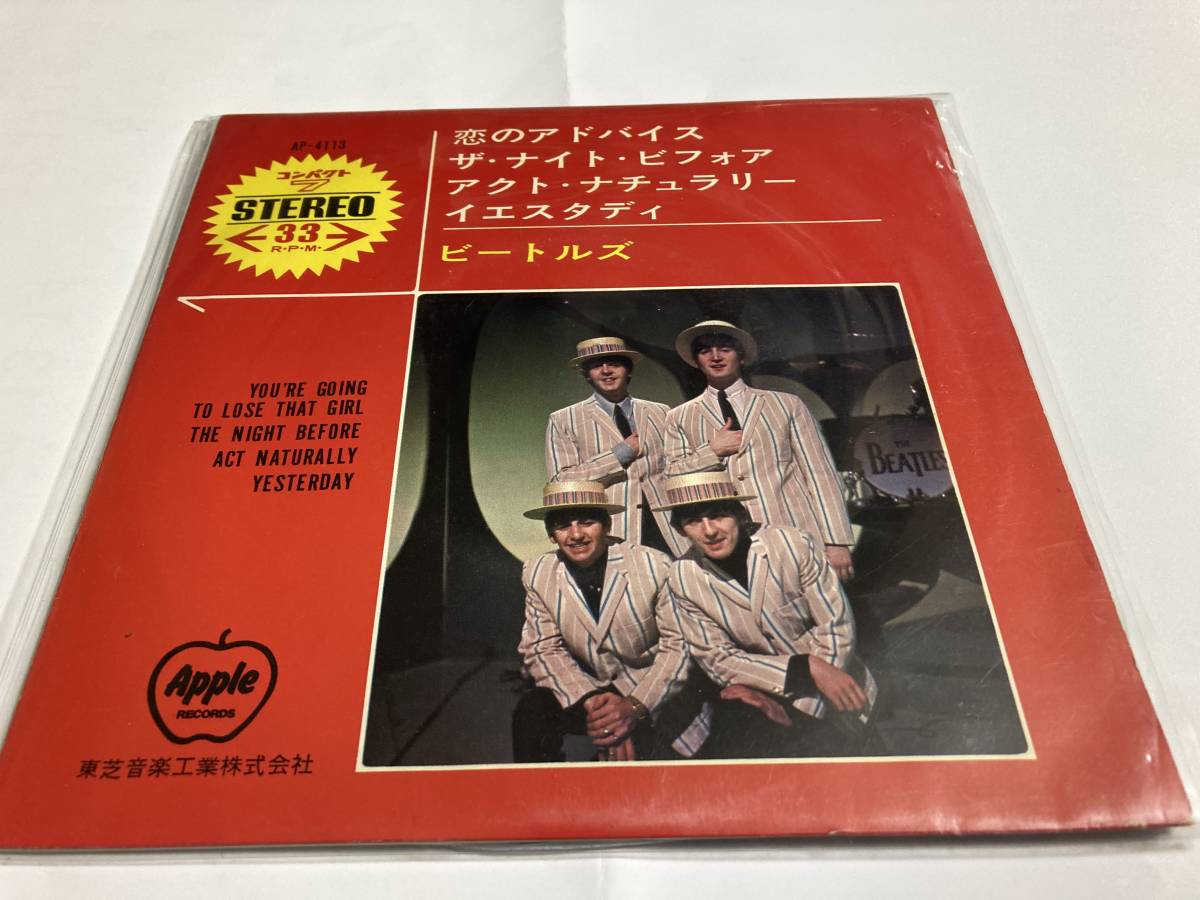 AP-4113
コンパクト
7
STEREO
33
R・P・M・
恋のアドバイス
ザ・ナイト・ビフォア
アクト・ナチュラリー
イエスタディ
ビートルズ
YOU'RE GOING
TO LOSE THAT GIRL
THE NIGHT BEFORE
ACT NATURALLY
YESTERDAY
THE
BEATLES
Apple
RECORDS
東芝音楽工業株式会社